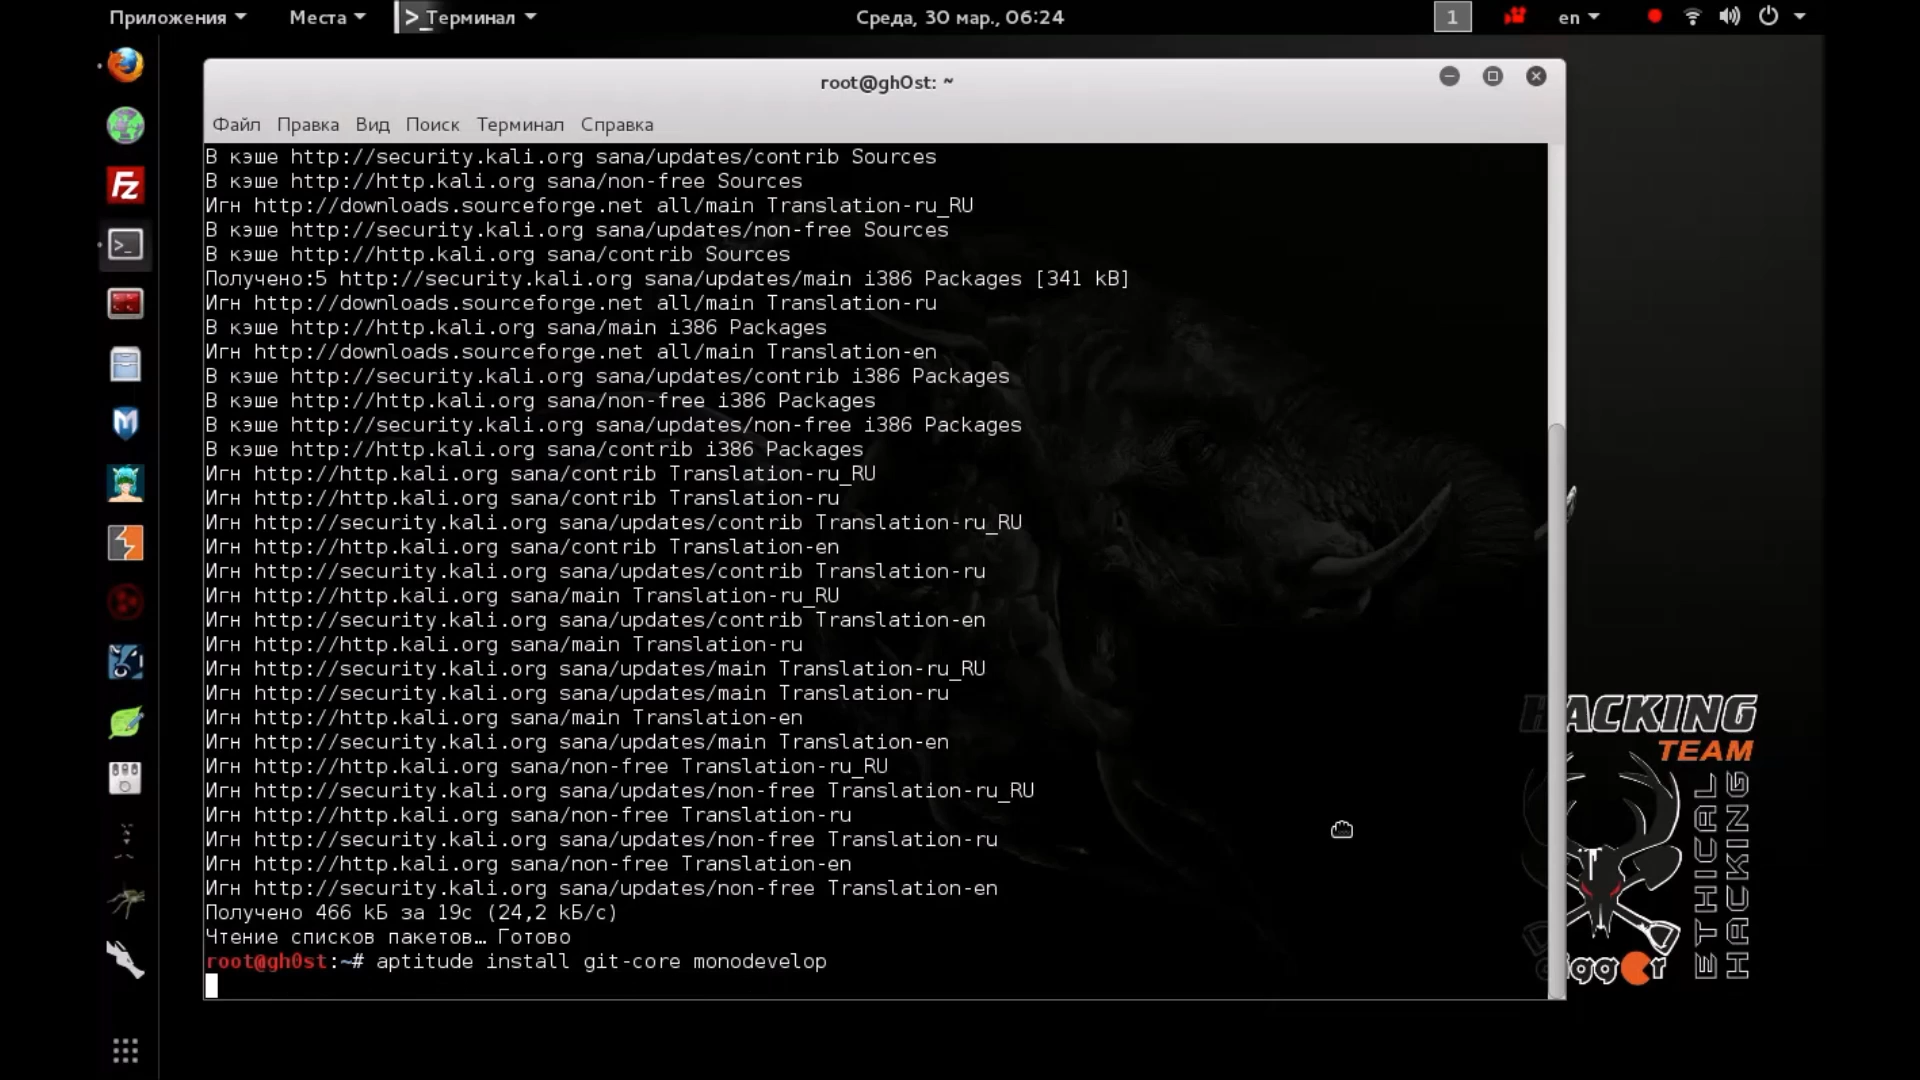 Приложения Места Терминал Среда, 30 мар., 06:24 1 en
root@gh0st: ~
Файл Правка Вид Поиск Терминал Справка
В кэше http://security.kali.org sana/updates/contrib Sources
В кэше http://http.kali.org sana/non-free Sources
Игн http://downloads.sourceforge.net all/main Translation-ru_RU
В кэше http://security.kali.org sana/updates/non-free Sources
В кэше http://http.kali.org sana/contrib Sources
Получено:5 http://security.kali.org sana/updates/main i386 Packages [341 kB]
Игн http://downloads.sourceforge.net all/main Translation-ru
В кэше http://http.kali.org sana/main i386 Packages
Игн http://downloads.sourceforge.net all/main Translation-en
В кэше http://security.kali.org sana/updates/contrib i386 Packages
В кэше http://http.kali.org sana/non-free i386 Packages
В кэше http://security.kali.org sana/updates/non-free i386 Packages
В кэше http://http.kali.org sana/contrib i386 Packages
Игн http://http.kali.org sana/contrib Translation-ru_RU
Игн http://http.kali.org sana/contrib Translation-ru
Игн http://security.kali.org sana/updates/contrib Translation-ru_RU
Игн http://http.kali.org sana/contrib Translation-en
Игн http://security.kali.org sana/updates/contrib Translation-ru
Игн http://http.kali.org sana/main Translation-ru_RU
Игн http://security.kali.org sana/updates/contrib Translation-en
Игн http://http.kali.org sana/main Translation-ru
Игн http://security.kali.org sana/updates/main Translation-ru_RU
Игн http://security.kali.org sana/updates/main Translation-ru
Игн http://http.kali.org sana/main Translation-en
Игн http://security.kali.org sana/updates/main Translation-en
Игн http://http.kali.org sana/non-free Translation-ru_RU
Игн http://security.kali.org sana/updates/non-free Translation-ru_RU
Игн http://http.kali.org sana/non-free Translation-ru
Игн http://security.kali.org sana/updates/non-free Translation-ru
Игн http://http.kali.org sana/non-free Translation-en
Игн http://security.kali.org sana/updates/non-free Translation-en
Получено 466 кБ за 19с (24,2 кБ/c)
Чтение списков пакетов… Готово
root@gh0st:~# aptitude install git-core monodevelop
HACKING
TEAM
ETHICAL
HACKING